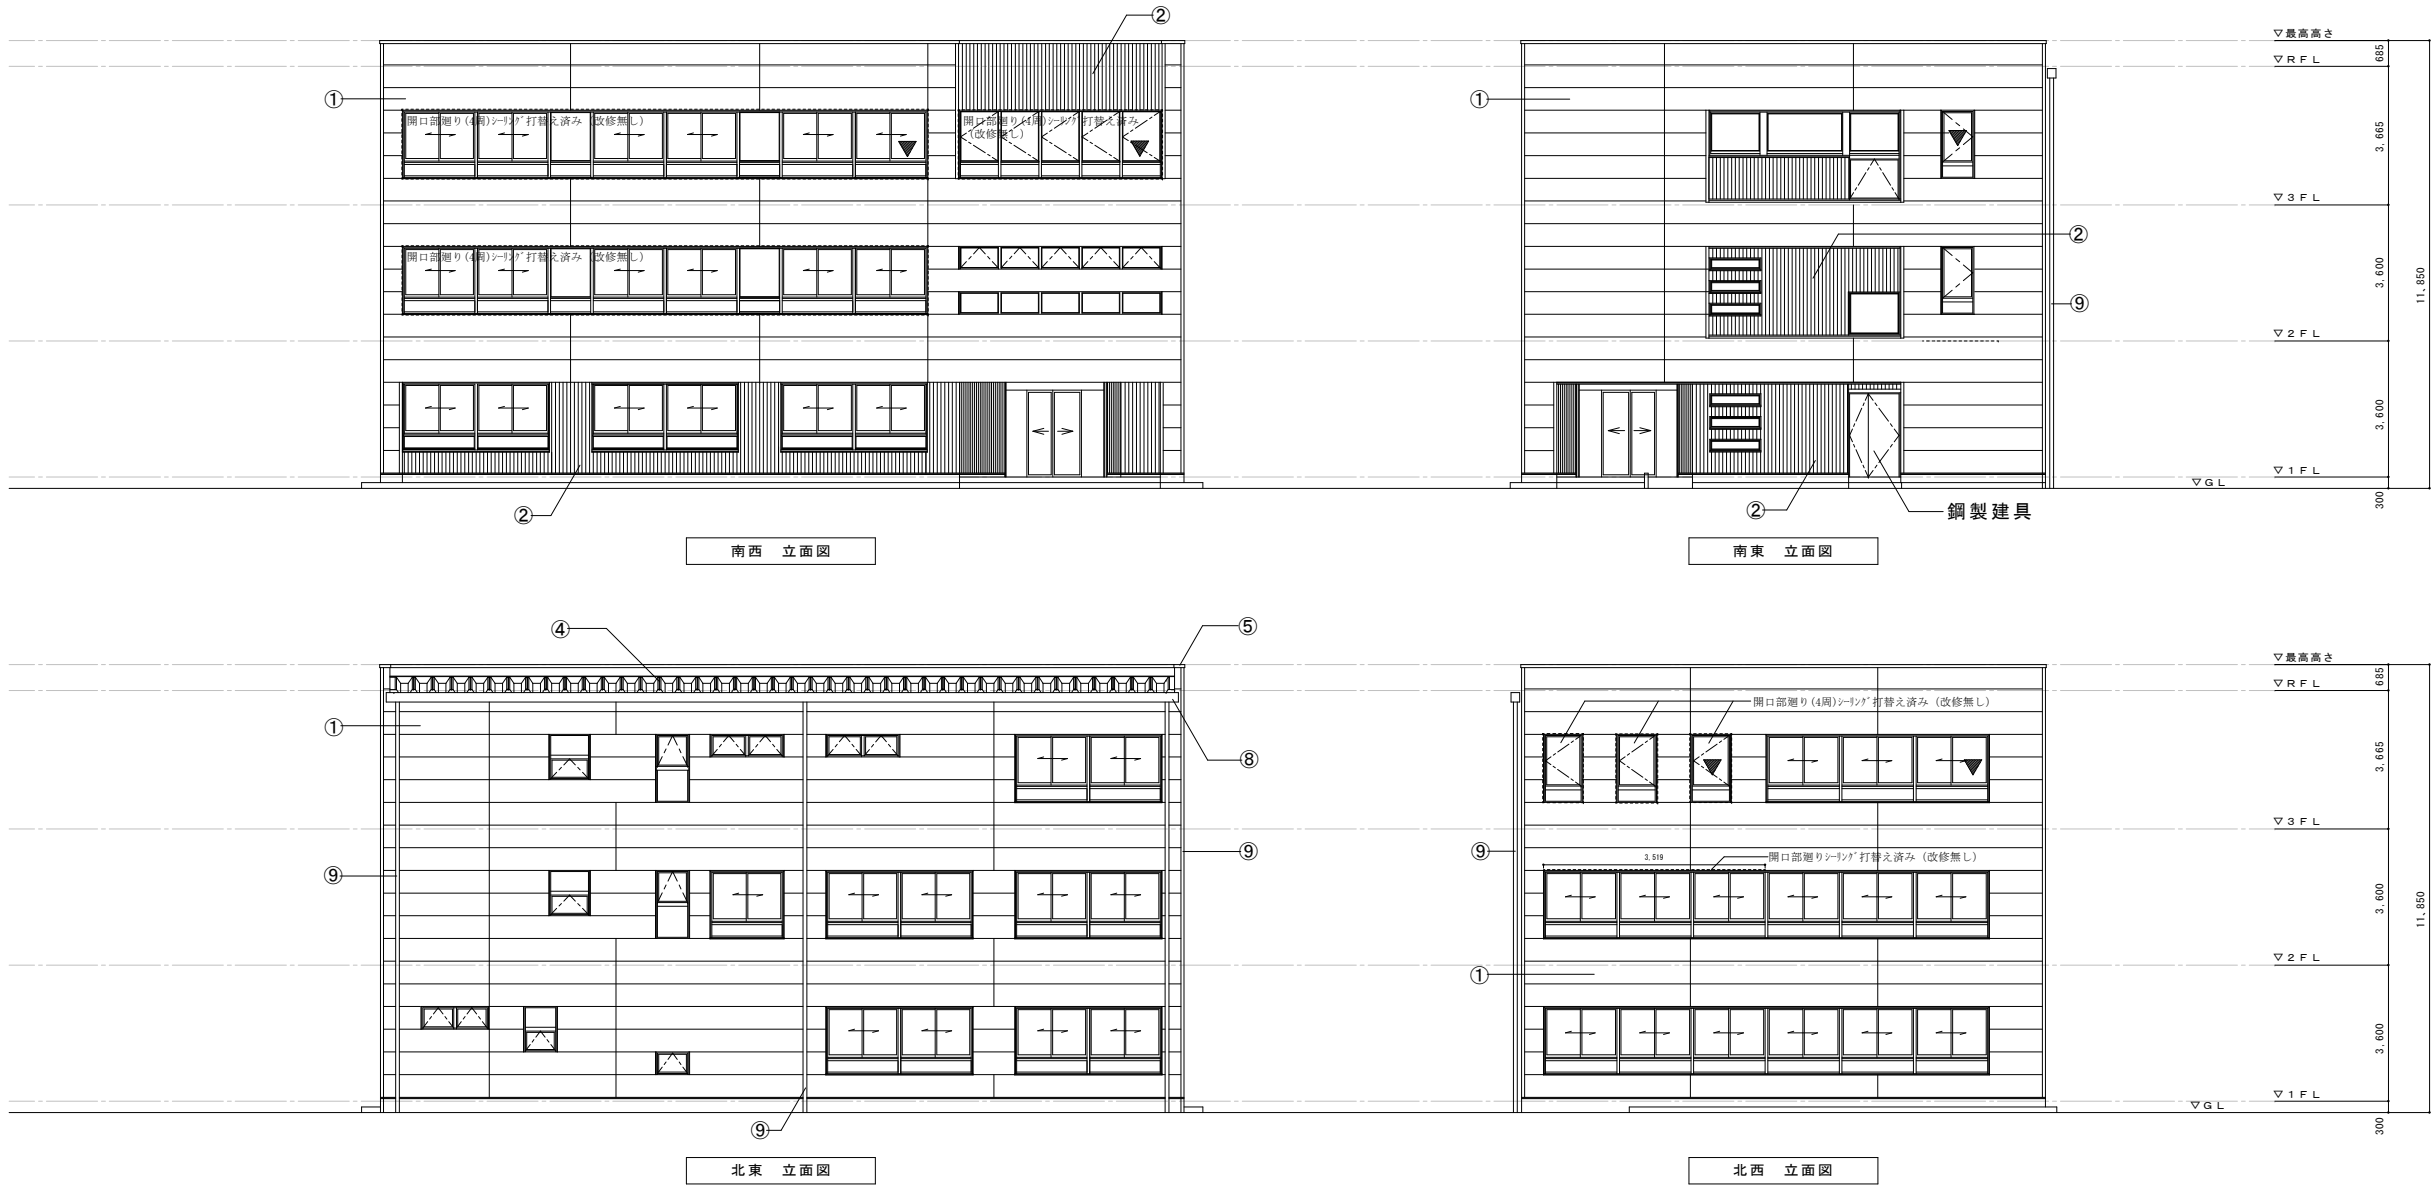 ②
①
開口部廻り(4周)シーリング打替え済み（改修無し）
開口部廻り(4周)シーリング打替え済み
（改修無し）
開口部廻り(4周)シーリング打替え済み（改修無し）
②
南西　立面図
①
②
⑨
②
鋼製建具
南東　立面図
▽最高高さ
▽ＲＦＬ
▽３ＦＬ
▽２ＦＬ
▽１ＦＬ
▽ＧＬ
685
3,665
3,600
3,600
300
11,850
④
⑤
①
⑧
⑨
⑨
⑨
北東　立面図
開口部廻り(4周)シーリング打替え済み（改修無し）
⑨
3,519
開口部廻りシーリング打替え済み（改修無し）
①
北西　立面図
▽最高高さ
▽ＲＦＬ
▽３ＦＬ
▽２ＦＬ
▽１ＦＬ
▽ＧＬ
685
3,665
3,600
3,600
300
11,850